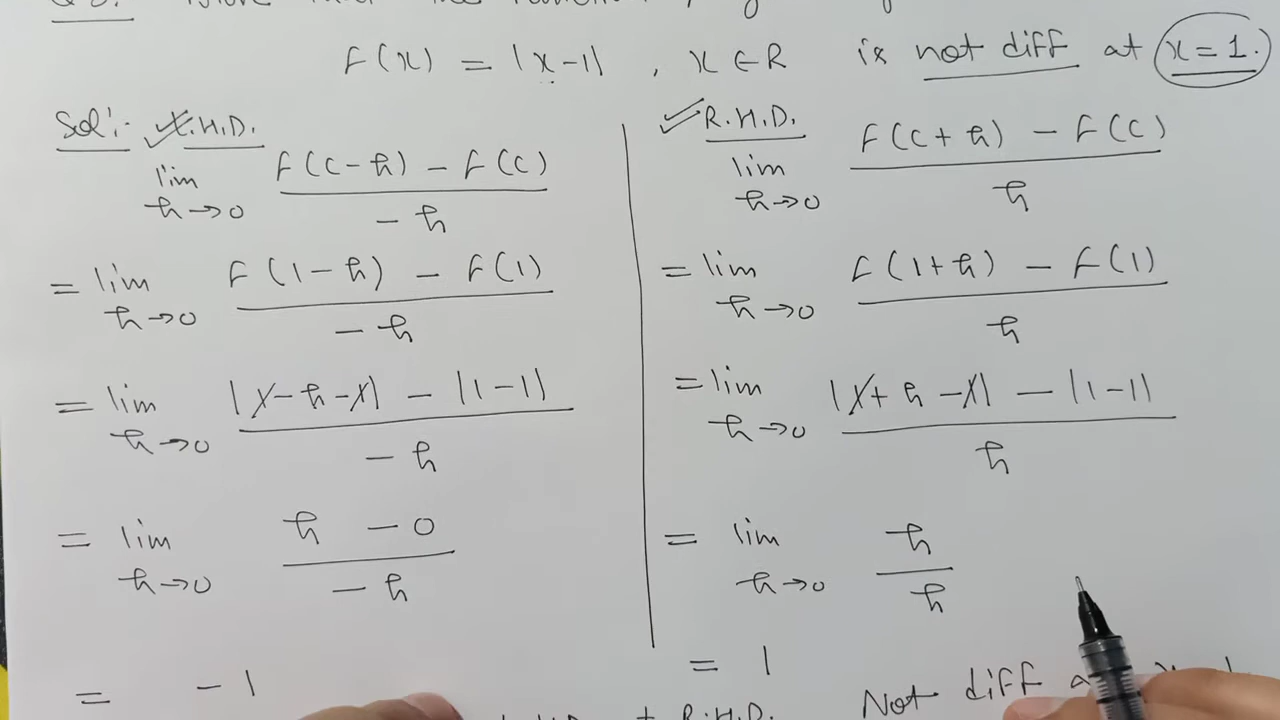 F(x) = |x-1| , x ∈ R is not diff at x = 1.
Sol:- L.H.D.
lim h→0 F(c-h) - F(c) / -h
= lim h→0 F(1-h) - F(1) / -h
= lim h→0 |1-h-1| - |1-1| / -h
= lim h→0 h - 0 / -h
= -1
R.H.D.
lim h→0 F(c+h) - F(c) / h
= lim h→0 F(1+h) - F(1) / h
= lim h→0 |1+h-1| - |1-1| / h
= lim h→0 h / h
= 1
R.H.D.
Not diff